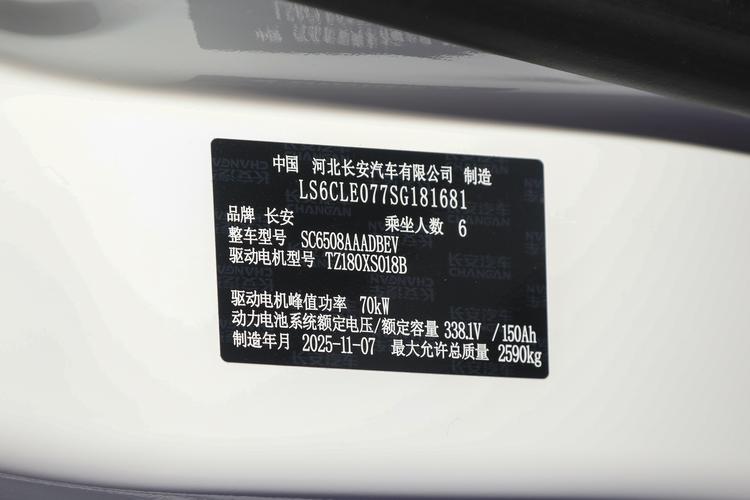 中国 河北长安汽车有限公司 制造
LS6CLE077SG181681
品牌 长安 乘坐人数 6
整车型号 SC6508AAADBEV
驱动电机型号 TZ180XS018B
驱动电机峰值功率 70kW
动力电池系统额定电压/额定容量 338.1V /150Ah
制造年月 2025-11-07 最大允许总质量 2590kg